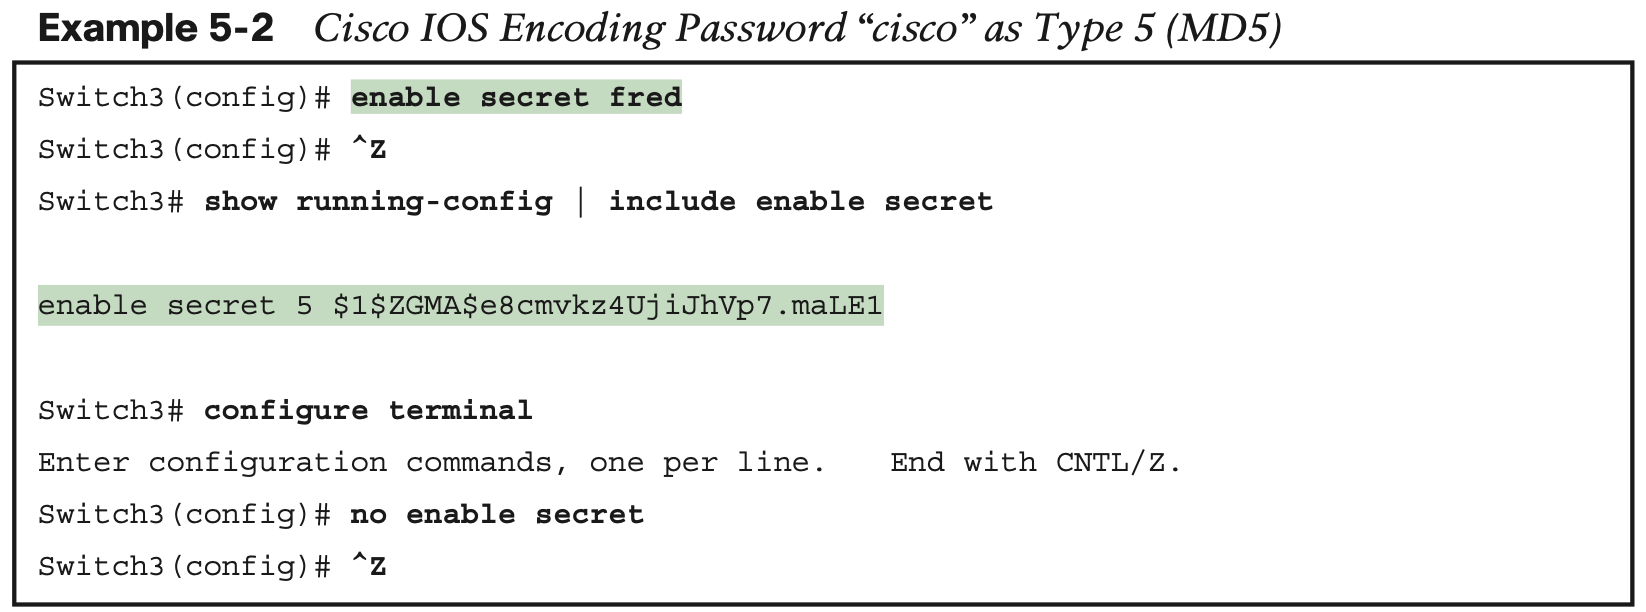 Example 5-2 Cisco IOS Encoding Password “cisco” as Type 5 (MD5)
Switch3(config)# enable secret fred
Switch3(config)# ^Z
Switch3# show running-config | include enable secret
enable secret 5 $1$ZGMA$e8cmvkz4UjiJhVp7.maLE1
Switch3# configure terminal
Enter configuration commands, one per line.  End with CNTL/Z.
Switch3(config)# no enable secret
Switch3(config)# ^Z